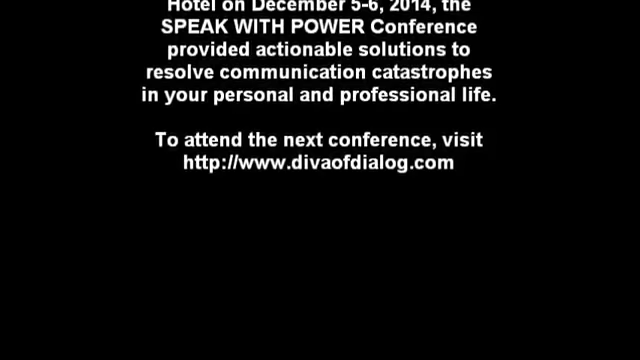 Hotel on December 5-6, 2014, the
SPEAK WITH POWER Conference
provided actionable solutions to
resolve communication catastrophes
in your personal and professional life.
To attend the next conference, visit
http://www.divaofdialog.com